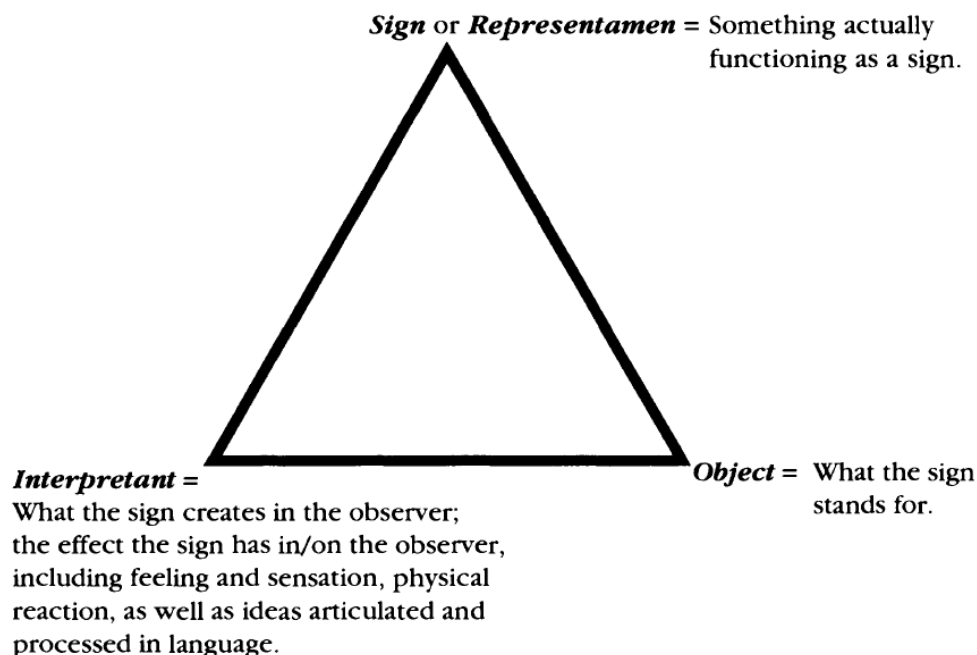 Sign or Representamen = Something actually
functioning as a sign.
Interpretant =
What the sign creates in the observer;
the effect the sign has in/on the observer,
including feeling and sensation, physical
reaction, as well as ideas articulated and
processed in language.
Object = What the sign
stands for.